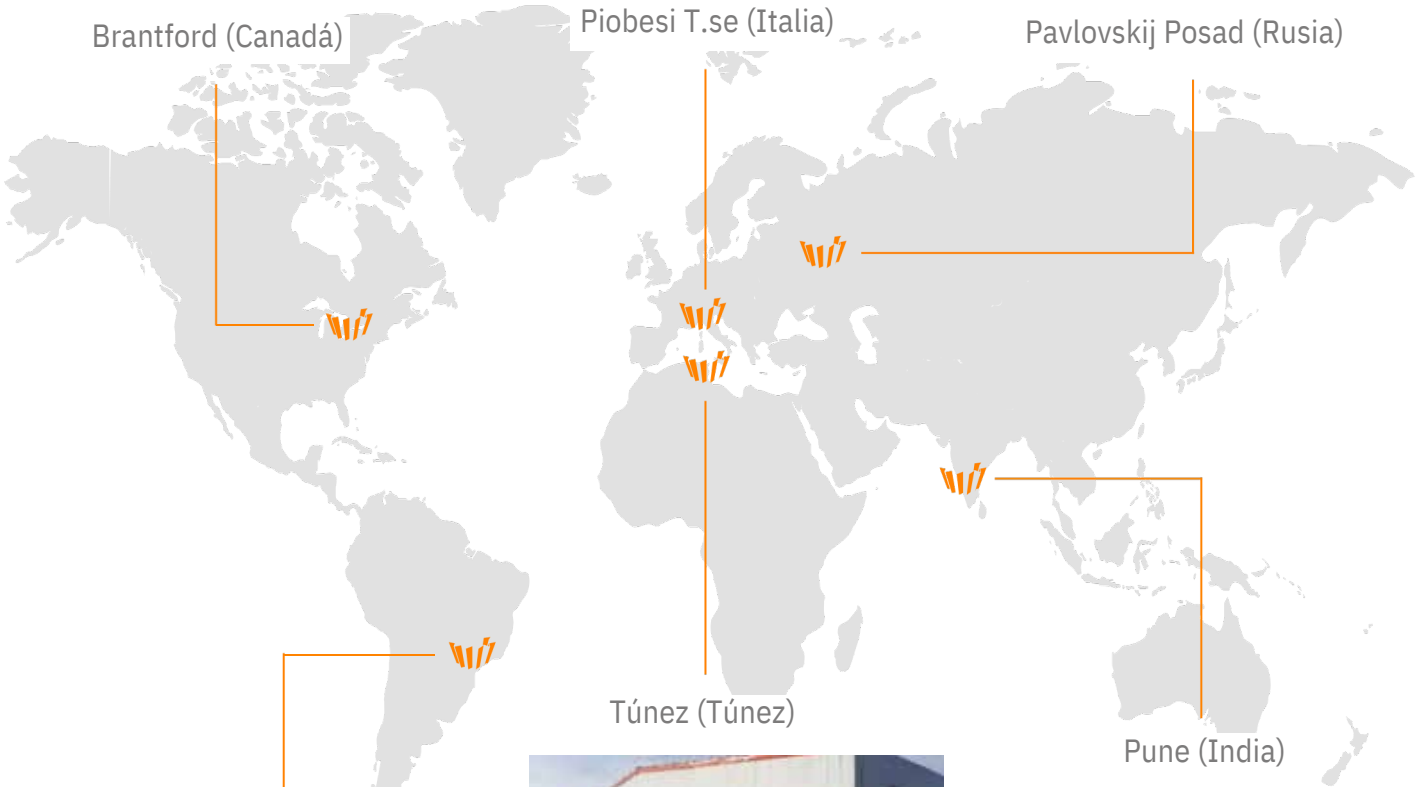 Brantford (Canadá)
Piobesi T.se (Italia)
Pavlovskij Posad (Rusia)
Túnez (Túnez)
Pune (India)